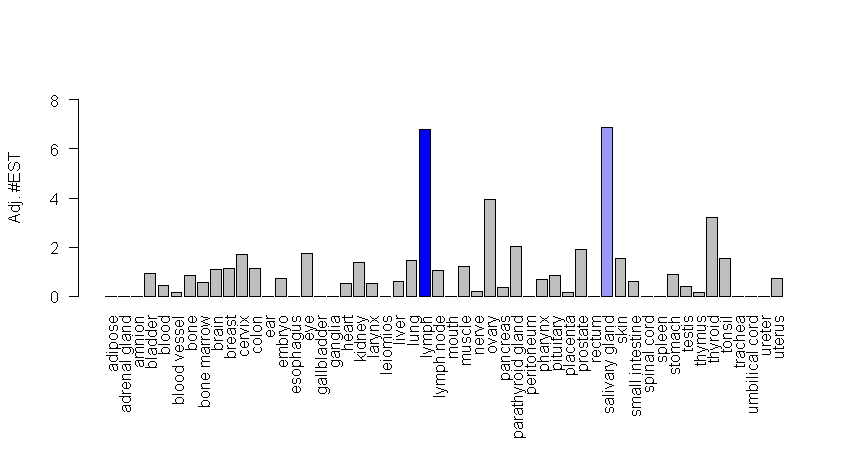 Adj. #EST
8
6
4
2
0
adipose
adrenal gland
amnion
bladder
blood
blood vessel
bone
bone marrow
brain
breast
cervix
colon
ear
embryo
esophagus
eye
gallbladder
ganglia
heart
kidney
larynx
leiomios
liver
lung
lymph
lymph node
mouth
muscle
nerve
ovary
pancreas
parathyroid gland
peritoneum
pharynx
pituitary
placenta
prostate
rectum
salivary gland
skin
small intestine
spinal cord
spleen
stomach
testis
thymus
thyroid
tonsil
trachea
umbilical cord
ureter
uterus